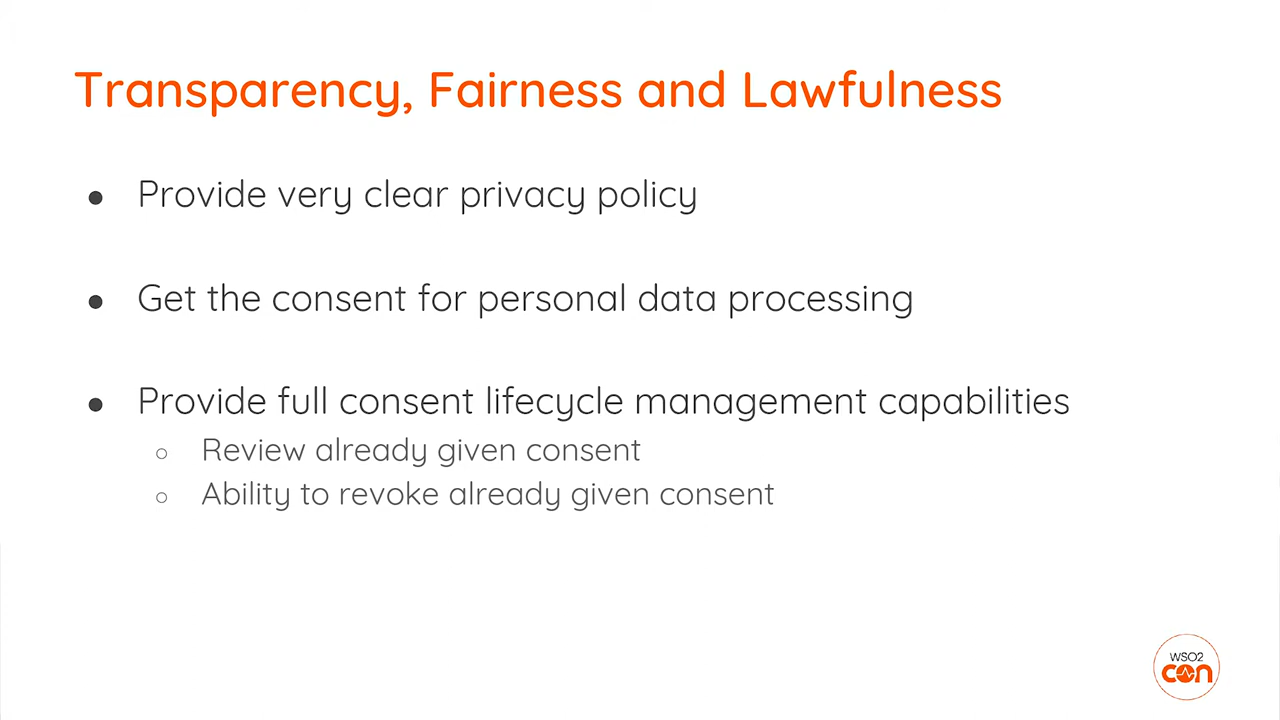 Transparency, Fairness and Lawfulness
● Provide very clear privacy policy
● Get the consent for personal data processing
● Provide full consent lifecycle management capabilities
○ Review already given consent
○ Ability to revoke already given consent
WSO2
con